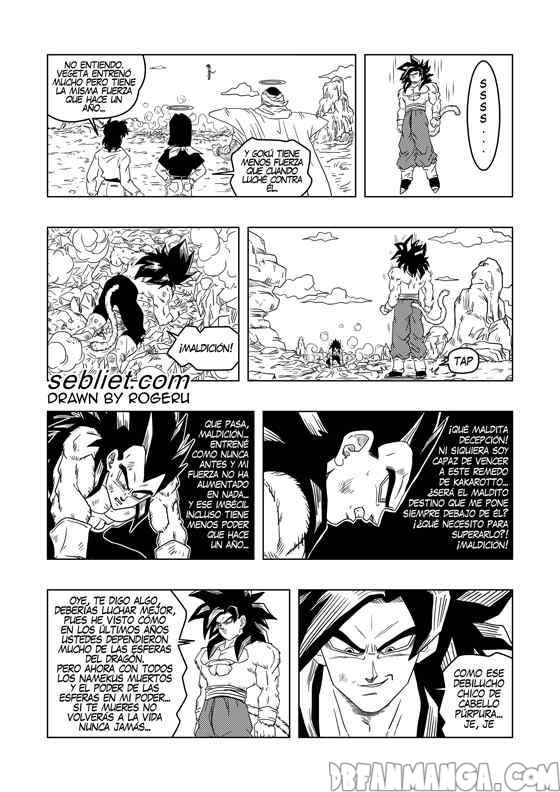 NO ENTIENDO.
VEGETA ENTRENÓ
MUCHO PERO TIENE
LA MISMA FUERZA
QUE HACE UN
AÑO...
Y GOKÚ TIENE
MENOS FUERZA
QUE CUANDO
LUCHÉ CONTRA
ÉL...
SSSS...
¡MALDICIÓN!
TAP
sebliet.com
DRAWN BY ROGERU
QUE PASA,
MALDICIÓN...
ENTRENÉ
COMO NUNCA
ANTES Y MI
FUERZA NO HA
AUMENTADO
EN NADA...
Y ESE IMBÉCIL
INCLUSO TIENE
MENOS PODER
QUE HACE
UN AÑO...
¡QUÉ MALDITA
DECEPCIÓN!
NI SIQUIERA SOY
CAPAZ DE VENCER
A ESTE REMEDO
DE KAKAROTTO...
¿SERÁ EL MALDITO
DESTINO QUE ME PONE
SIEMPRE DEBAJO DE ÉL?
¡¿QUÉ NECESITO PARA
SUPERARLO?!
¡MALDICIÓN!
OYE, TE DIGO ALGO,
DEBERÍAS LUCHAR MEJOR,
PUES HE VISTO COMO
EN LOS ÚLTIMOS AÑOS
USTEDES DEPENDIERON
MUCHO DE LAS ESFERAS
DEL DRAGÓN.
PERO AHORA CON TODOS
LOS NAMEKUS MUERTOS
Y EL PODER DE LAS
ESFERAS EN MI PODER...
SI TE MUERES NO
VOLVERÁS A LA VIDA
NUNCA JAMÁS...
COMO ESE
DEBILUCHO
CHICO DE
CABELLO
PÚRPURA...
JE, JE
DBFANMANGA.COM